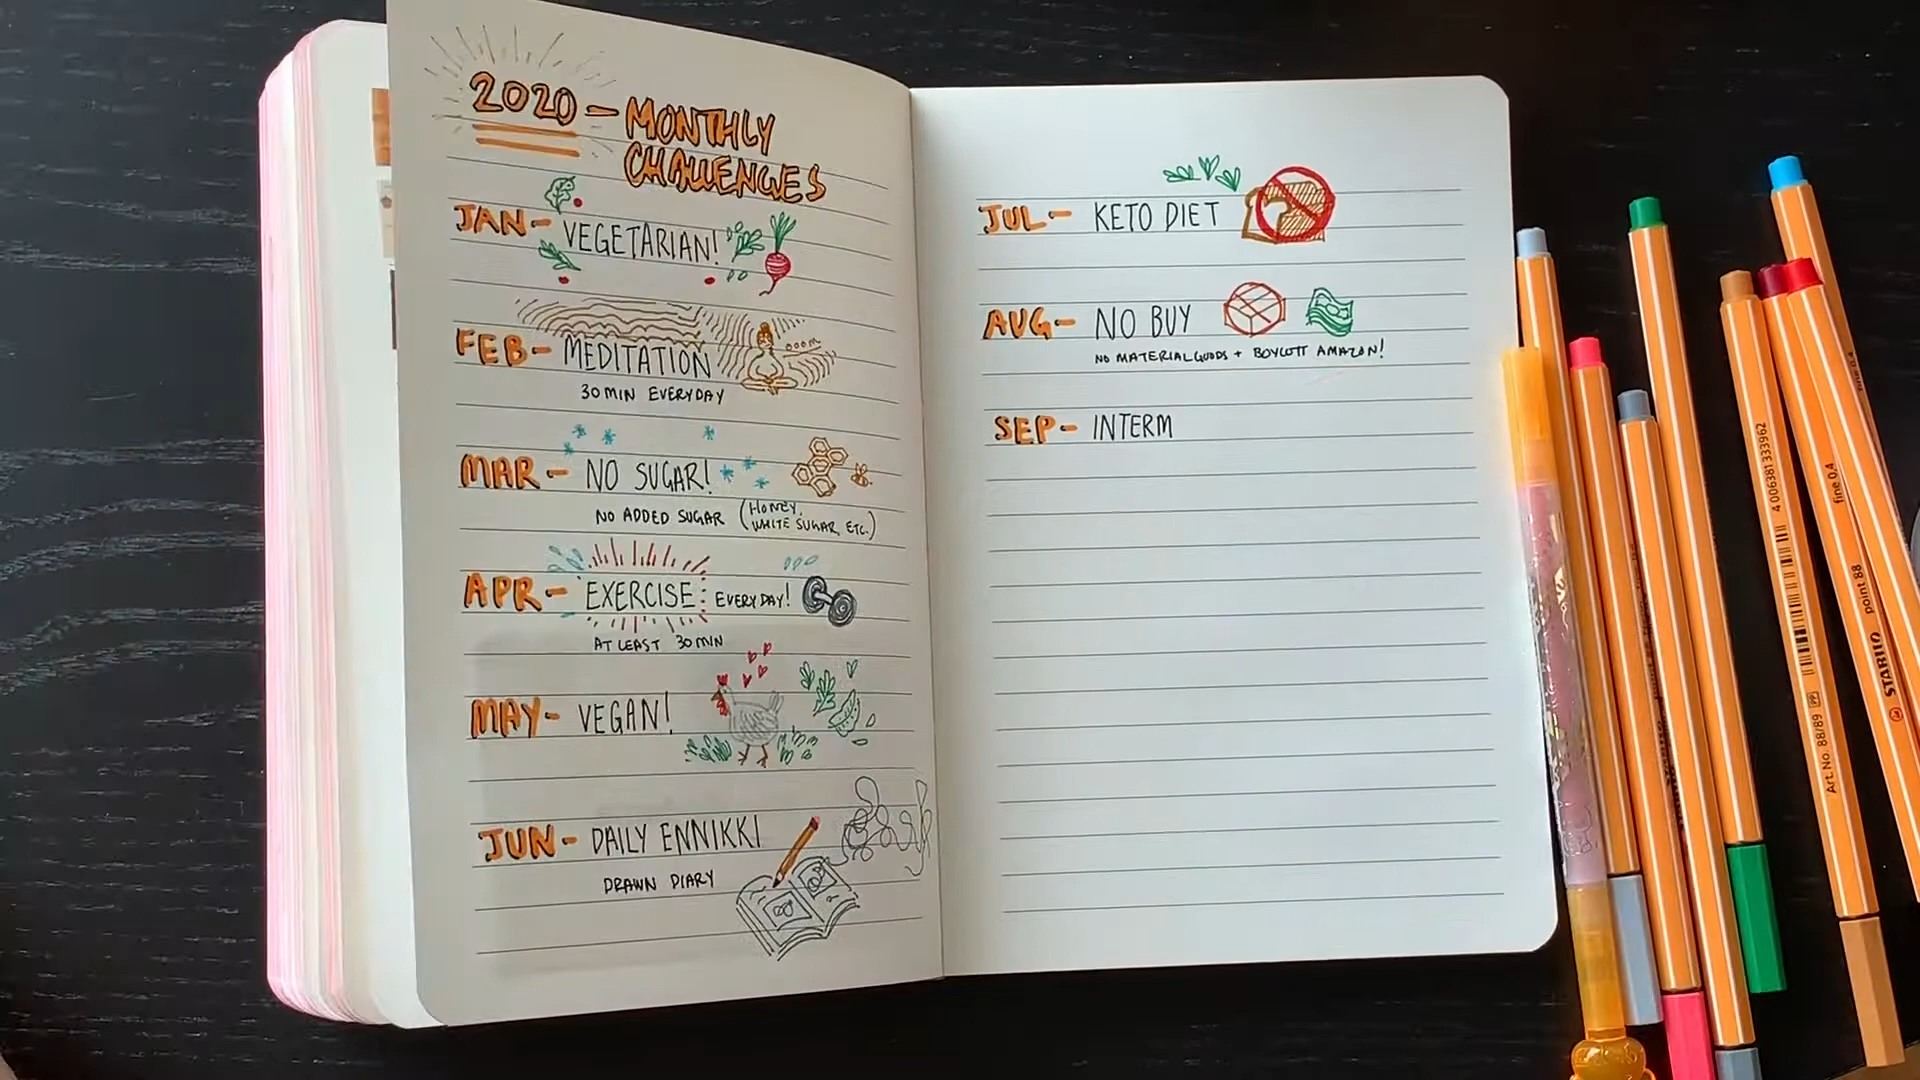 2020 - MONTHLY
CHALLENGES
JAN - VEGETARIAN!
FEB - MEDITATION
OOOM
30 MIN EVERYDAY
MAR - NO SUGAR!
NO ADDED SUGAR (HONEY,
WHITE SUGAR, ETC.)
APR - EXERCISE: EVERYDAY!
AT LEAST 30 MIN
MAY - VEGAN!
JUN - DAILY ENNIKKI
DRAWN DIARY
JUL - KETO DIET
AUG - NO BUY
NO MATERIAL GOODS + BOYCOTT AMAZON!
SEP - INTERM
4 006381 333962
Art. No. 88/89
fine 0,4
point 88
STABILO